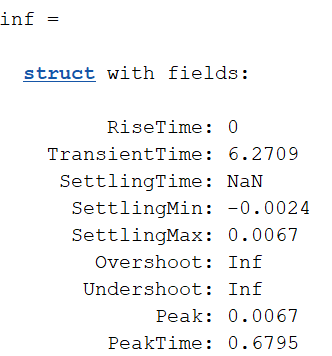 inf =
struct with fields:
RiseTime: 0
TransientTime: 6.2709
SettlingTime: NaN
SettlingMin: -0.0024
SettlingMax: 0.0067
Overshoot: Inf
Undershoot: Inf
Peak: 0.0067
PeakTime: 0.6795